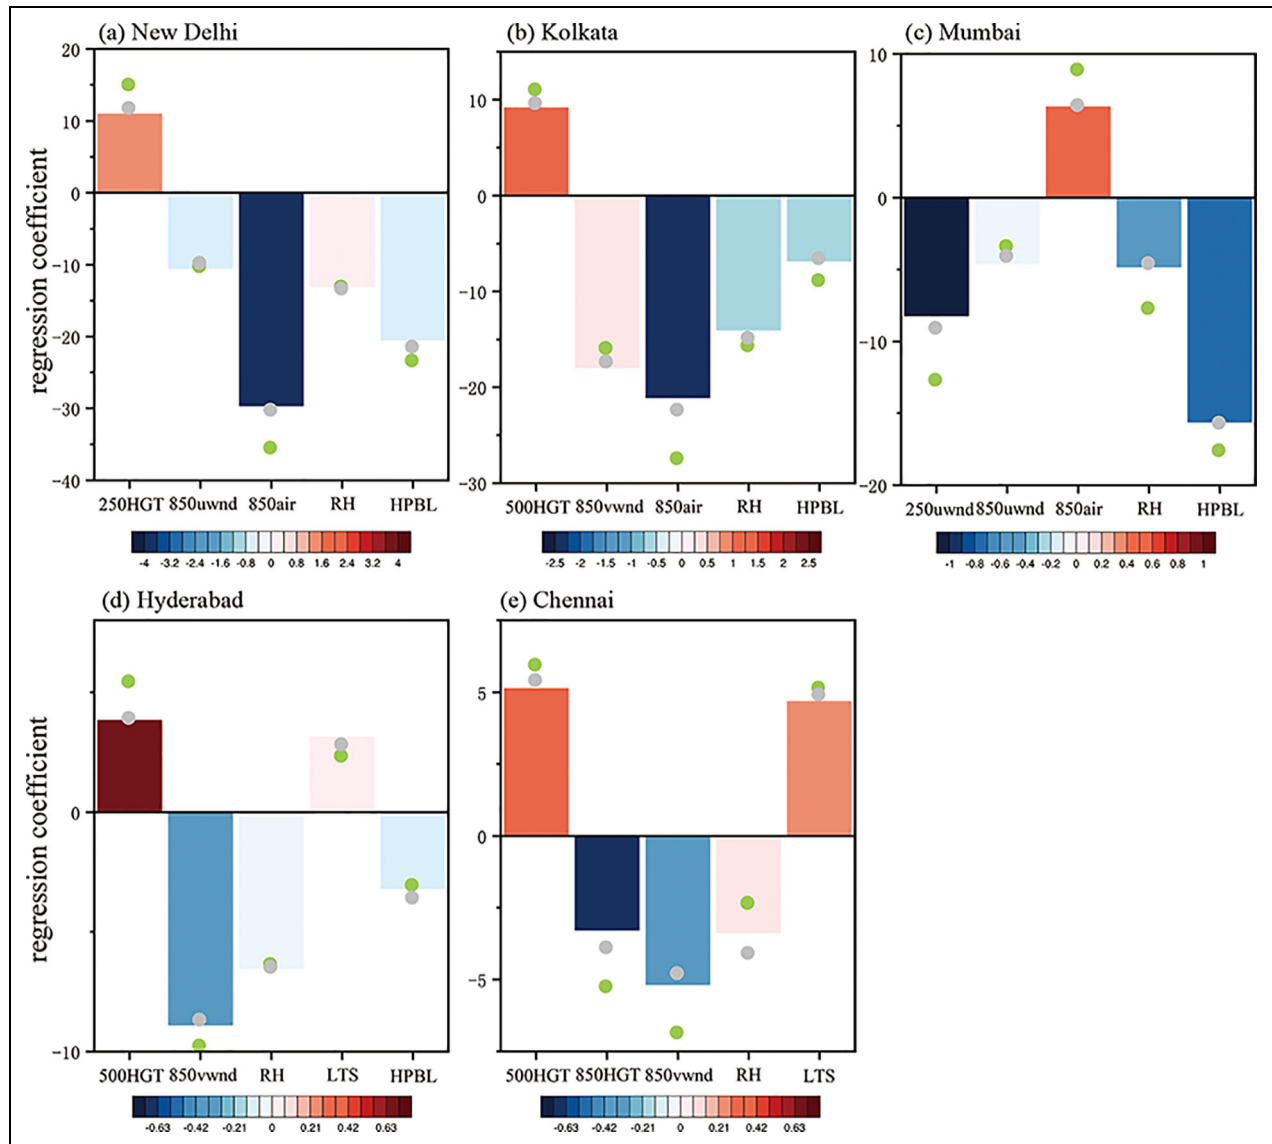 (a) New Delhi
(b) Kolkata
(c) Mumbai
regression coefficient
20
10
0
−10
−20
−30
−40
250HGT 850uwnd 850air RH HPBL
-4 -3.2 -2.4 -1.6 -0.8 0 0.8 1.6 2.4 3.2 4
10
0
−10
−20
−30
500HGT 850vwnd 850air RH HPBL
-2.5 -2 -1.5 -1 -0.5 0 0.5 1 1.5 2 2.5
10
0
−10
−20
250uwnd 850uwnd 850air RH HPBL
-1 -0.8 -0.6 -0.4 -0.2 0 0.2 0.4 0.6 0.8 1
(d) Hyderabad
(e) Chennai
regression coefficient
0
−10
500HGT 850vwnd RH LTS HPBL
-0.63 -0.42 -0.21 0 0.21 0.42 0.63
5
0
−5
500HGT 850HGT 850vwnd RH LTS
-0.63 -0.42 -0.21 0 0.21 0.42 0.63